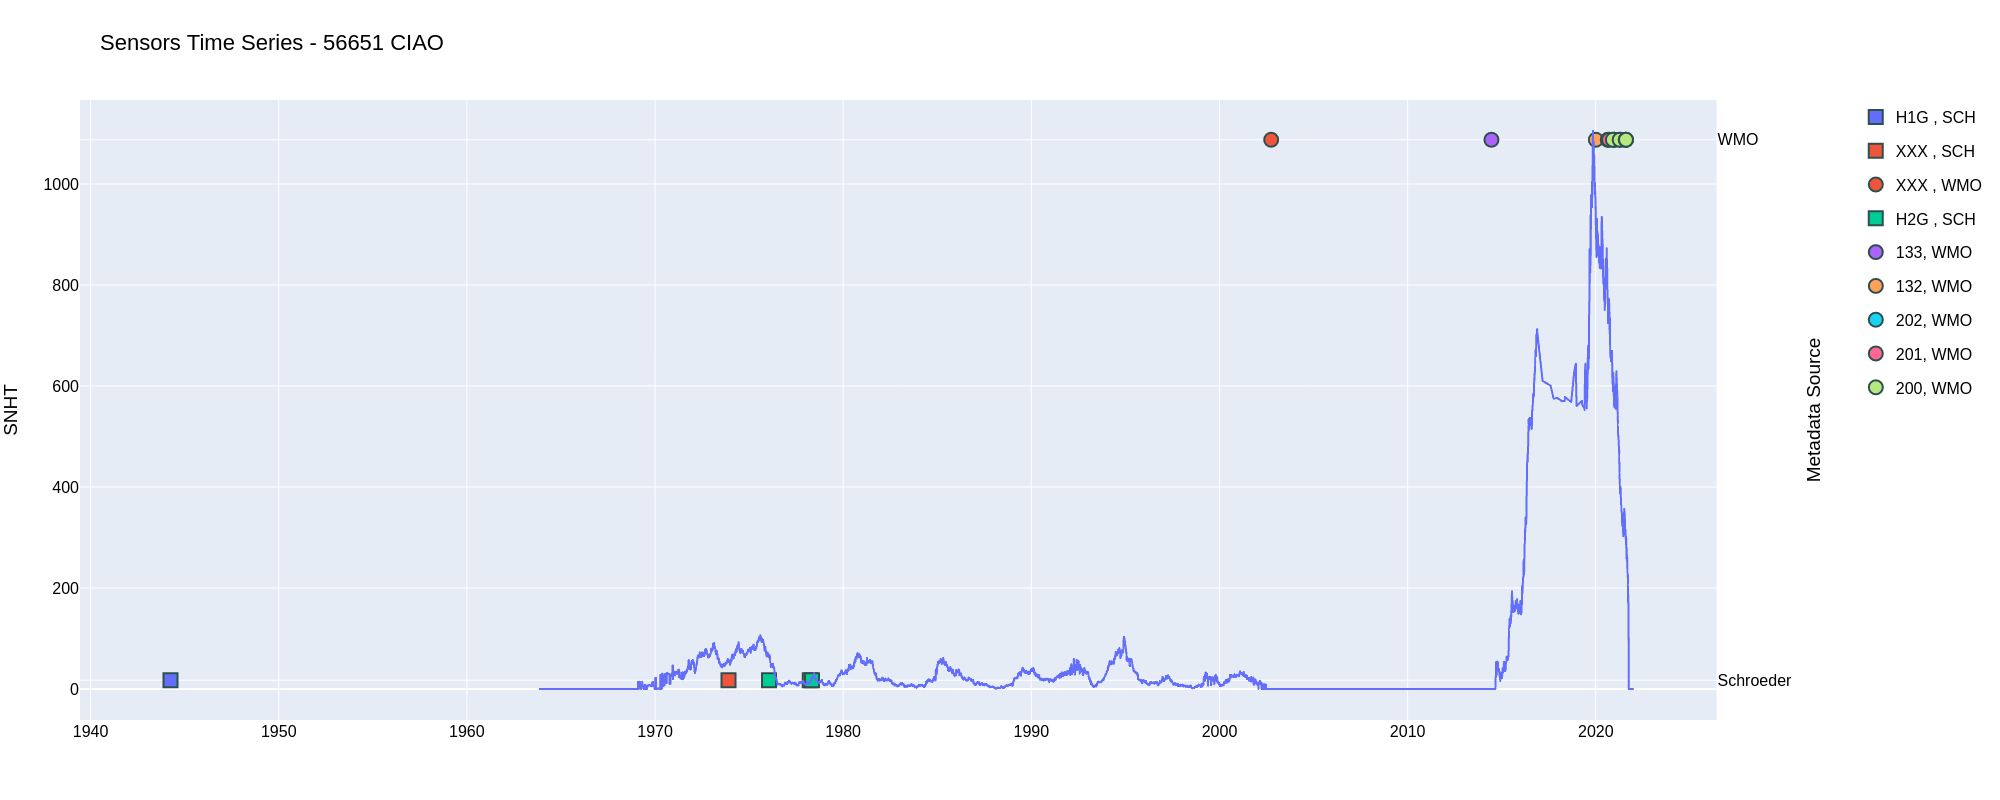 Sensors Time Series - 56651 CIAO
SNHT
1000
800
600
400
200
0
1940
1950
1960
1970
1980
1990
2000
2010
2020
WMO
Schroeder
Metadata Source
H1G , SCH
XXX , SCH
XXX , WMO
H2G , SCH
133, WMO
132, WMO
202, WMO
201, WMO
200, WMO